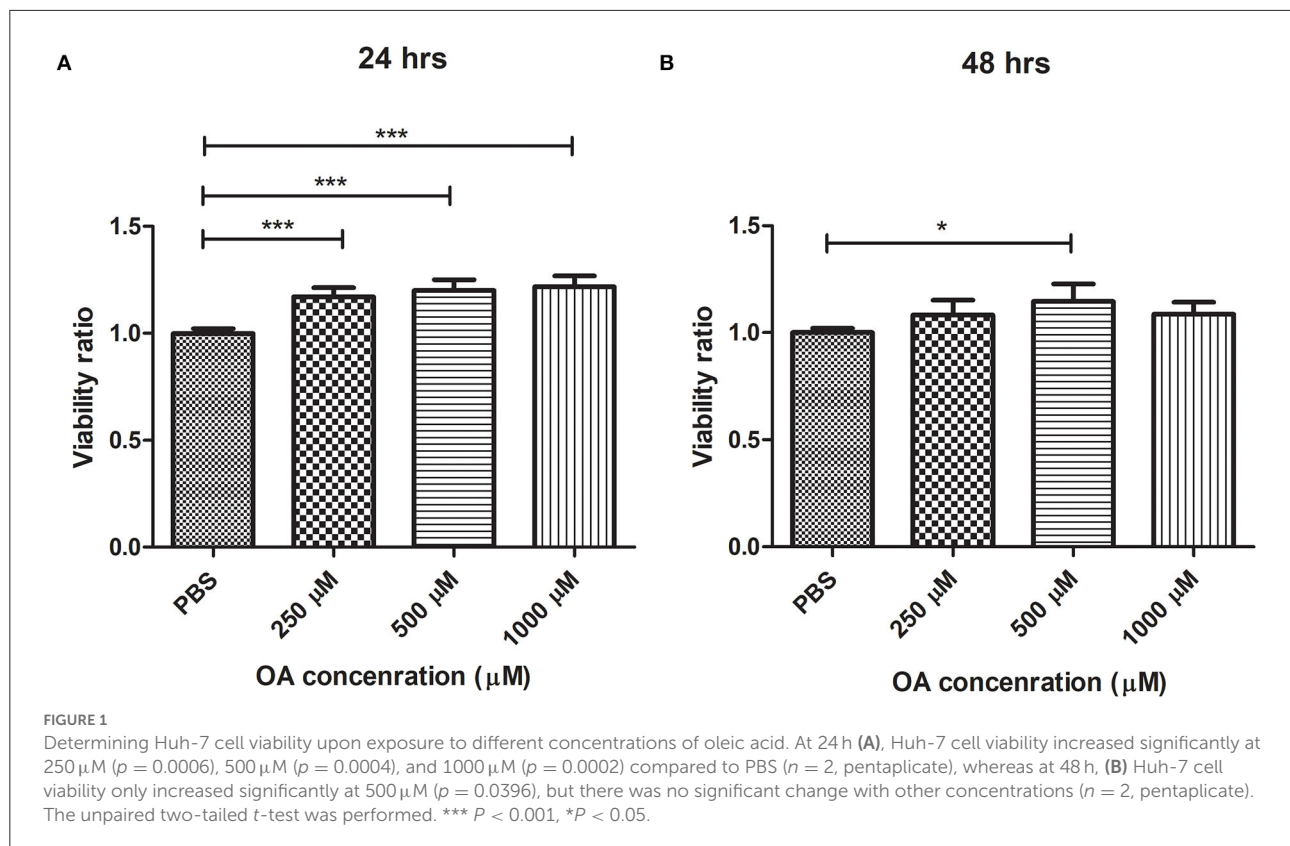 A
24 hrs
***
***
***
1.5
1.0
0.5
0.0
Viability ratio
PBS
250 μM
500 μM
1000 μM
OA concenration (μM)
B
48 hrs
*
1.5
1.0
0.5
0.0
Viability ratio
PBS
250 μM
500 μM
1000 μM
OA concenration (μM)
FIGURE 1
Determining Huh-7 cell viability upon exposure to different concentrations of oleic acid. At 24 h (A), Huh-7 cell viability increased significantly at
250 μM (p = 0.0006), 500 μM (p = 0.0004), and 1000 μM (p = 0.0002) compared to PBS (n = 2, pentaplicate), whereas at 48 h, (B) Huh-7 cell
viability only increased significantly at 500 μM (p = 0.0396), but there was no significant change with other concentrations (n = 2, pentaplicate).
The unpaired two-tailed t-test was performed. *** P < 0.001, *P < 0.05.